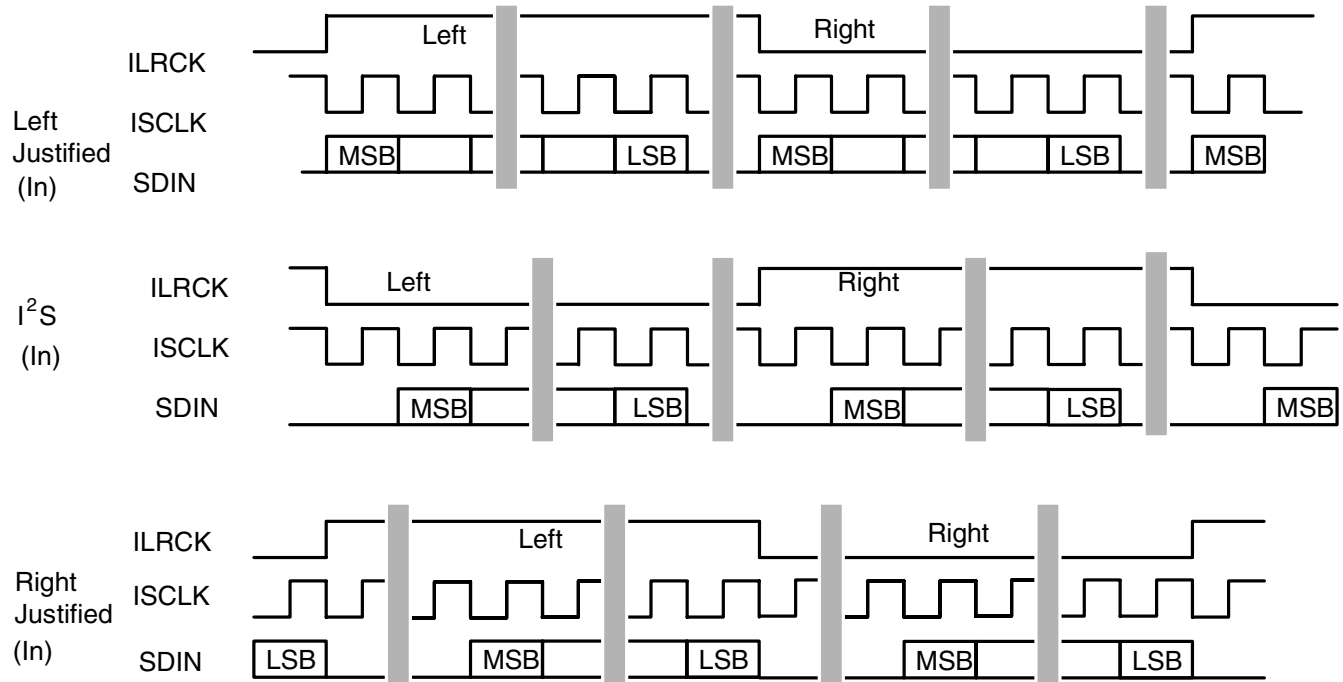 Left Right
ILRCK
ISCLK
Left
Justified
(In)
MSB LSB MSB LSB MSB
SDIN
Left Right
ILRCK
I²S
(In)
ISCLK
SDIN MSB LSB MSB LSB MSB
ILRCK Left Right
Right
Justified
(In)
ISCLK
SDIN LSB MSB LSB MSB LSB